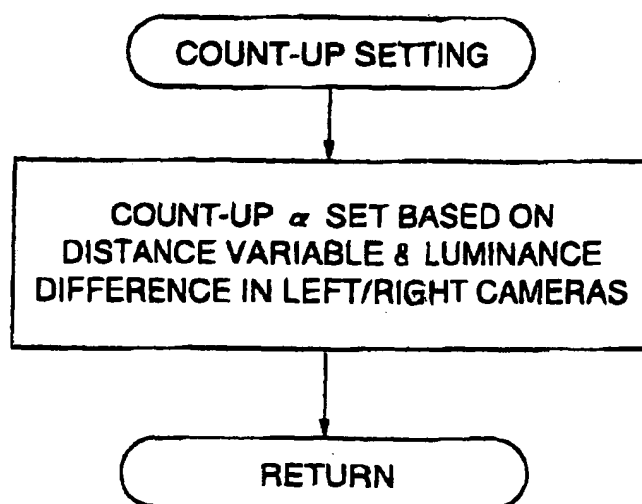 COUNT-UP SETTING
COUNT-UP α SET BASED ON
DISTANCE VARIABLE & LUMINANCE
DIFFERENCE IN LEFT/RIGHT CAMERAS
RETURN